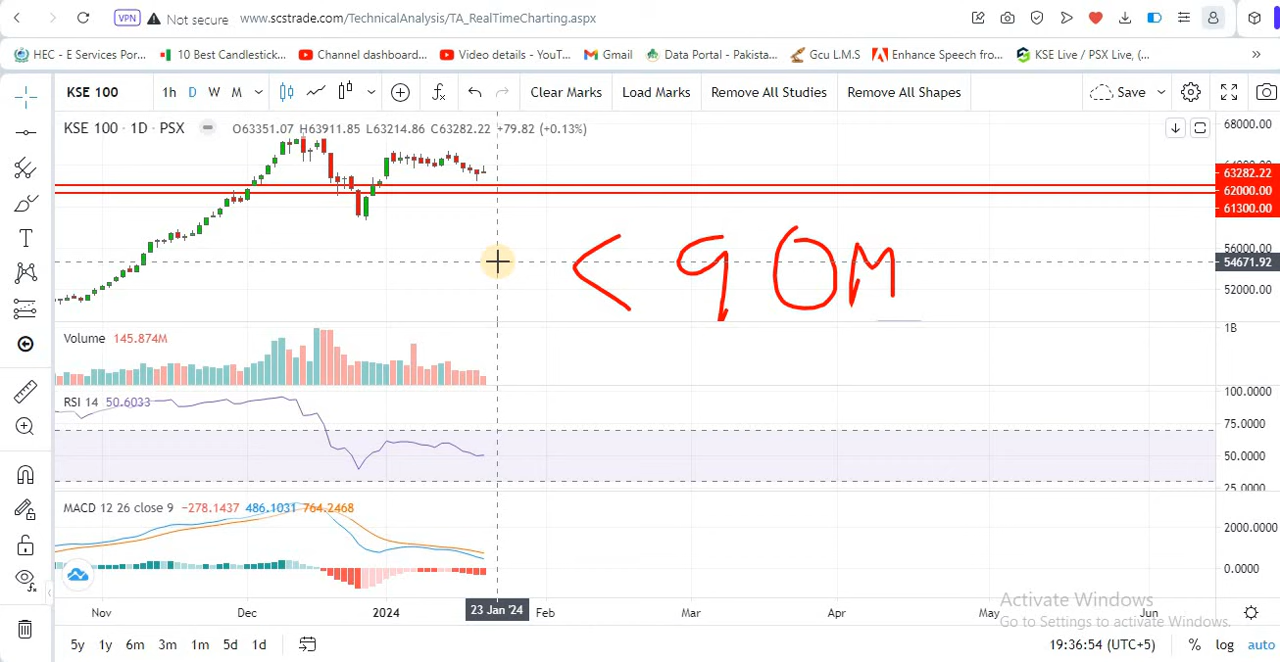 VPN Not secure www.scstrade.com/TechnicalAnalysis/TA_RealTimeCharting.aspx
HEC - E Services Por... 10 Best Candlestick... Channel dashboard... Video details - YouT... Gmail Data Portal - Pakista... Gcu L.M.S Enhance Speech fro... KSE Live / PSX Live, (... »
KSE 100 1h D W M Clear Marks Load Marks Remove All Studies Remove All Shapes Save
KSE 100 · 1D · PSX O63351.07 H63911.85 L63214.86 C63282.22 +79.82 (+0.13%) 68000.00
63282.22
62000.00
61300.00
56000.00
< 90M 54671.92
52000.00
Volume 145.874M 1B
RSI 14 50.6033 100.0000
75.0000
50.0000
25.0000
MACD 12 26 close 9 −278.1437 486.1031 764.2468
2000.0000
0.0000
Nov Dec 2024 23 Jan '24 Feb Mar Apr May Jun
Activate Windows
Go to Settings to activate Windows.
5y 1y 6m 3m 1m 5d 1d 19:36:54 (UTC+5) % log auto